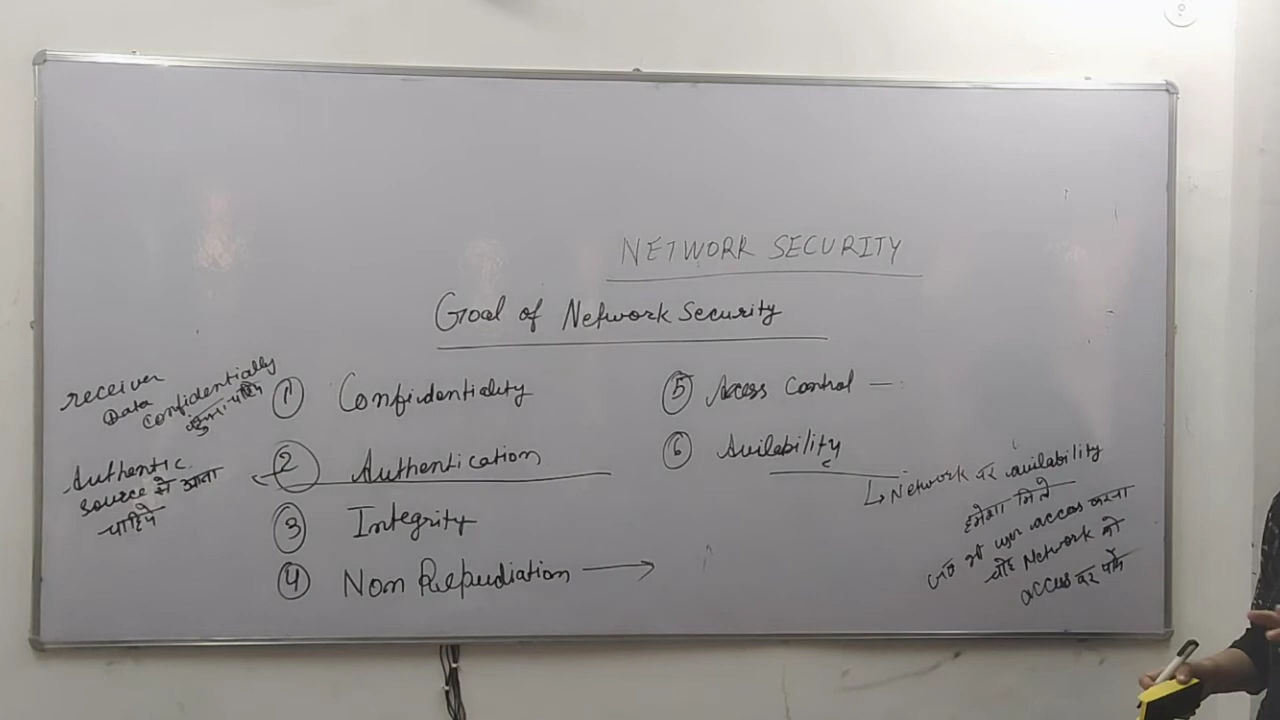 NETWORK SECURITY
Goal of Network Security
receiver
Data
Confidentially
चाहिए
① Confidentiality
Authentic
source से आना
चाहिये
② Authentication
③ Integrity
④ Non Repudiation →
⑤ Access Control —
⑥ Availability
↳ Network पर availability
हमेशा मिले
जब भी user access करना
चाहे Network को
access कर पाये